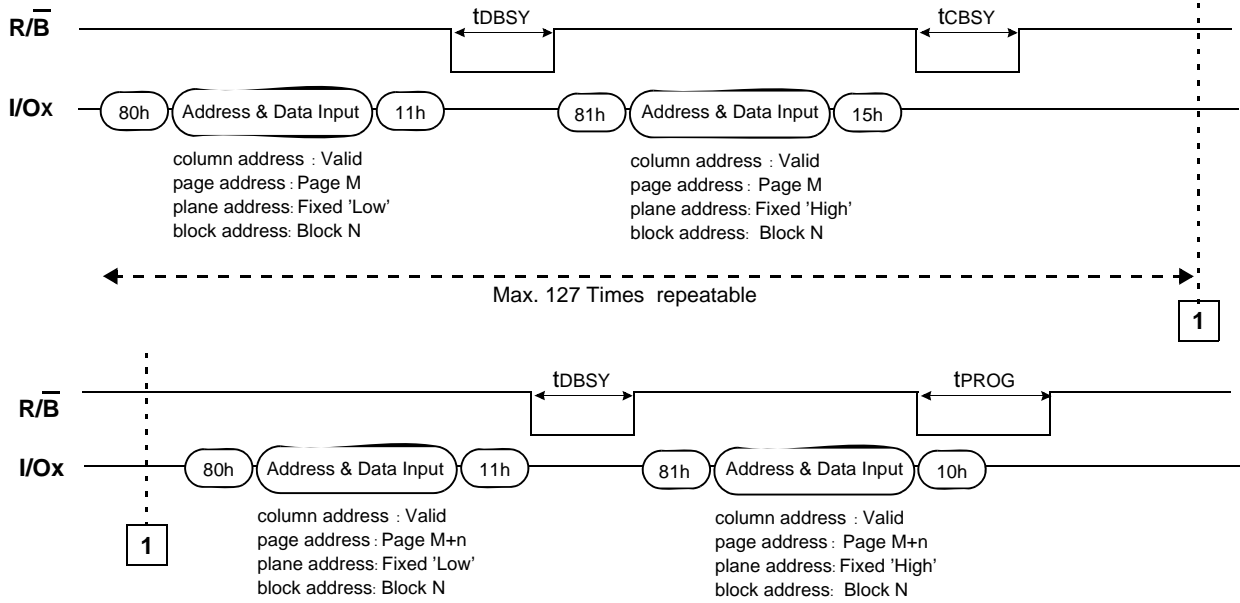 tDBSY tCBSY
R/B
I/Ox 80h Address & Data Input 11h 81h Address & Data Input 15h
column address : Valid column address : Valid
page address : Page M page address : Page M
plane address: Fixed 'Low' plane address: Fixed 'High'
block address: Block N block address: Block N
Max. 127 Times repeatable
1
tDBSY tPROG
R/B
I/Ox 80h Address & Data Input 11h 81h Address & Data Input 10h
1
column address : Valid column address : Valid
page address : Page M+n page address : Page M+n
plane address: Fixed 'Low' plane address: Fixed 'High'
block address: Block N block address: Block N